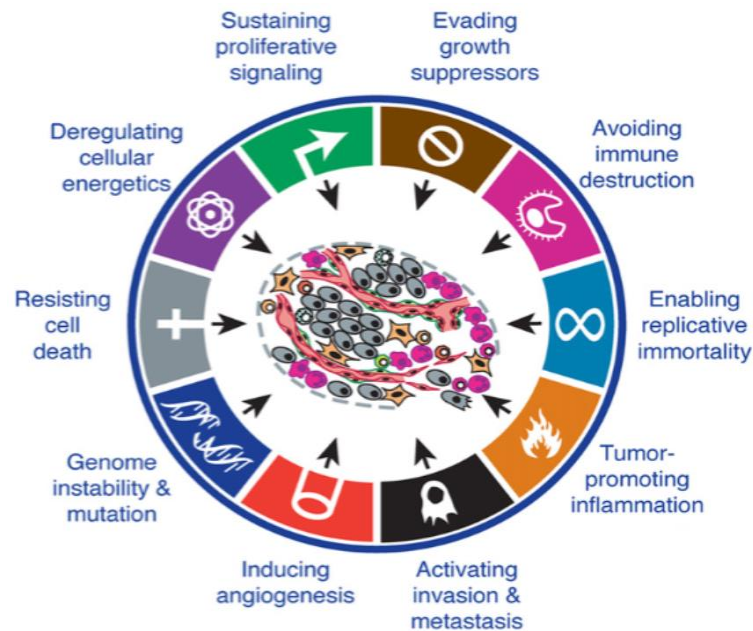 Sustaining
proliferative
signaling
Evading
growth
suppressors
Avoiding
immune
destruction
Enabling
replicative
immortality
Tumor-
promoting
inflammation
Activating
invasion &
metastasis
Inducing
angiogenesis
Genome
instability &
mutation
Resisting
cell
death
Deregulating
cellular
energetics